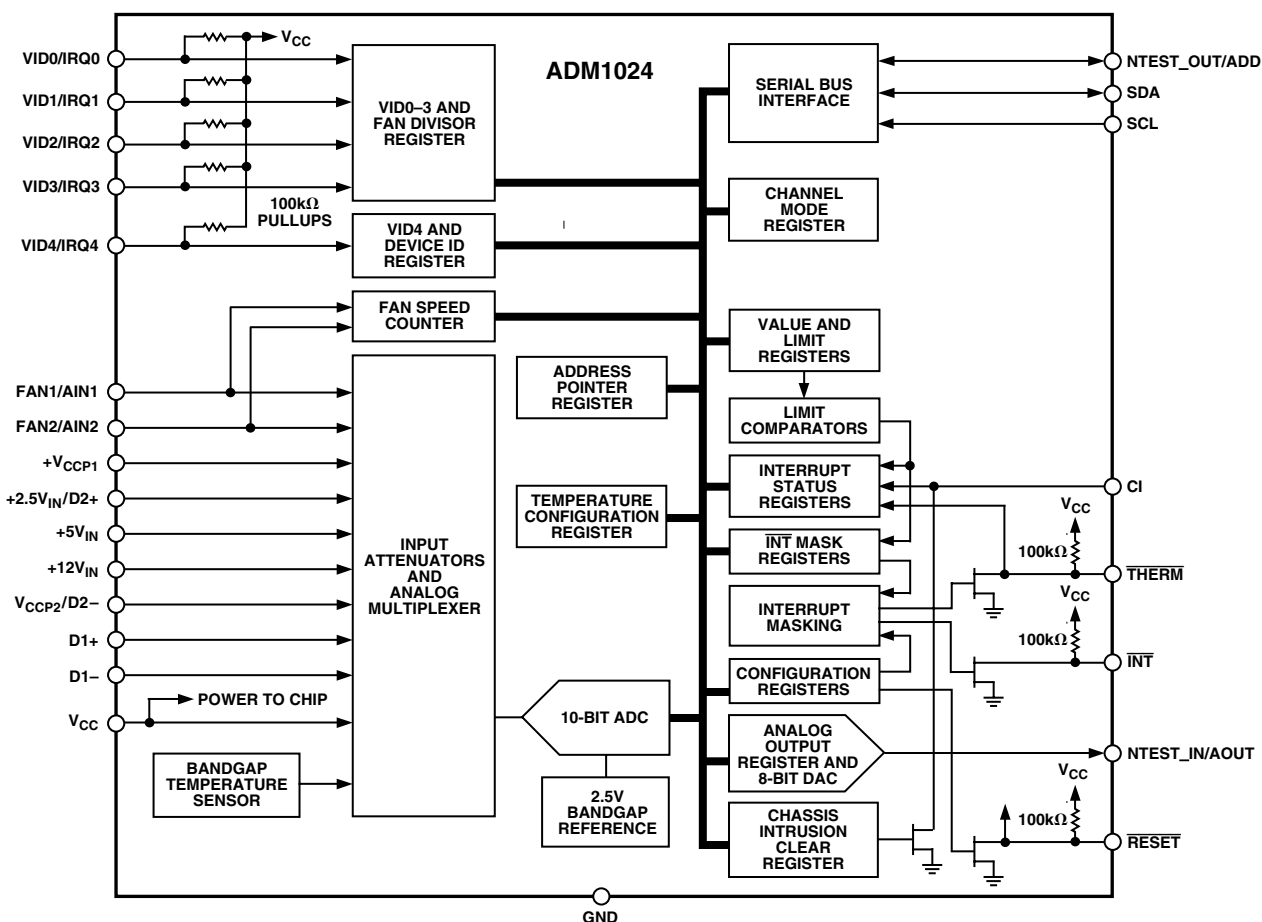 ADM1024
VID0/IRQ0
VID1/IRQ1
VID2/IRQ2
VID3/IRQ3
VID4/IRQ4
VCC
100kΩ
PULLUPS
VID0–3 AND
FAN DIVISOR
REGISTER
VID4 AND
DEVICE ID
REGISTER
FAN SPEED
COUNTER
FAN1/AIN1
FAN2/AIN2
+VCCP1
+2.5VIN/D2+
+5VIN
+12VIN
VCCP2/D2–
D1+
D1–
VCC
POWER TO CHIP
INPUT
ATTENUATORS
AND
ANALOG
MULTIPLEXER
BANDGAP
TEMPERATURE
SENSOR
ADDRESS
POINTER
REGISTER
TEMPERATURE
CONFIGURATION
REGISTER
10-BIT ADC
2.5V
BANDGAP
REFERENCE
SERIAL BUS
INTERFACE
CHANNEL
MODE
REGISTER
VALUE AND
LIMIT
REGISTERS
LIMIT
COMPARATORS
INTERRUPT
STATUS
REGISTERS
INT MASK
REGISTERS
INTERRUPT
MASKING
CONFIGURATION
REGISTERS
ANALOG
OUTPUT
REGISTER AND
8-BIT DAC
CHASSIS
INTRUSION
CLEAR
REGISTER
NTEST_OUT/ADD
SDA
SCL
CI
VCC
100kΩ
THERM
VCC
100kΩ
INT
NTEST_IN/AOUT
VCC
100kΩ
RESET
GND